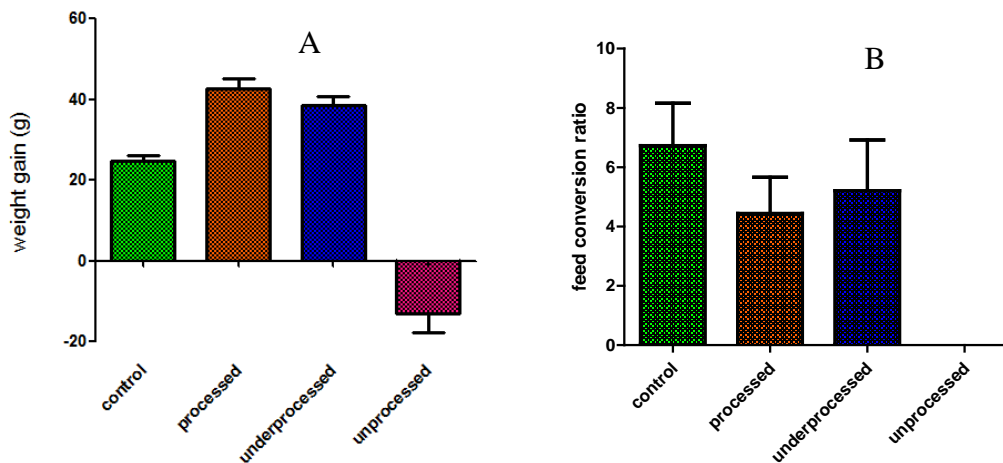 A
weight gain (g)
60
40
20
0
-20
control
processed
underprocessed
unprocessed
B
feed conversion ratio
10
8
6
4
2
0
control
processed
underprocessed
unprocessed